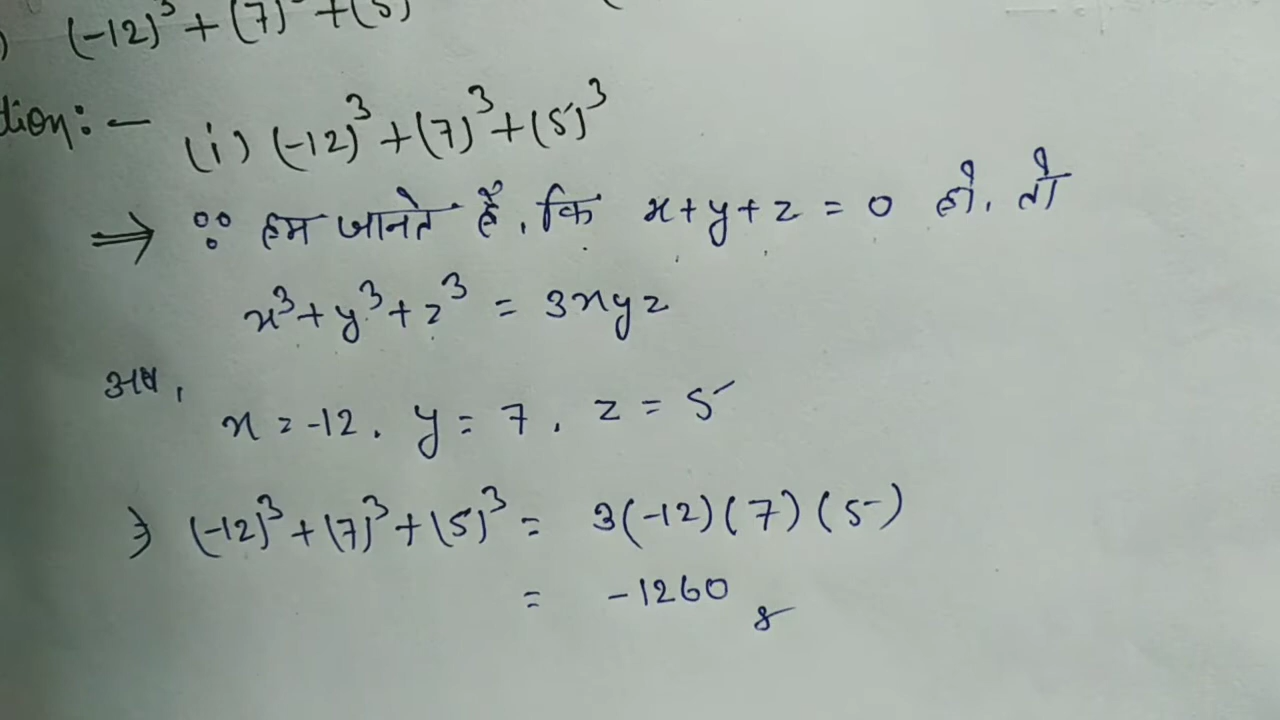 ) (-12)³ + (7)³ + (5)
tion:— (i) (-12)³ + (7)³ + (5)³
⇒ ∵ हम जानते हैं, कि x + y + z = 0 हो, तो
x³ + y³ + z³ = 3xyz
अब,
x = -12, y = 7, z = 5
⇒ (-12)³ + (7)³ + (5)³ = 3(-12)(7)(5)
= -1260